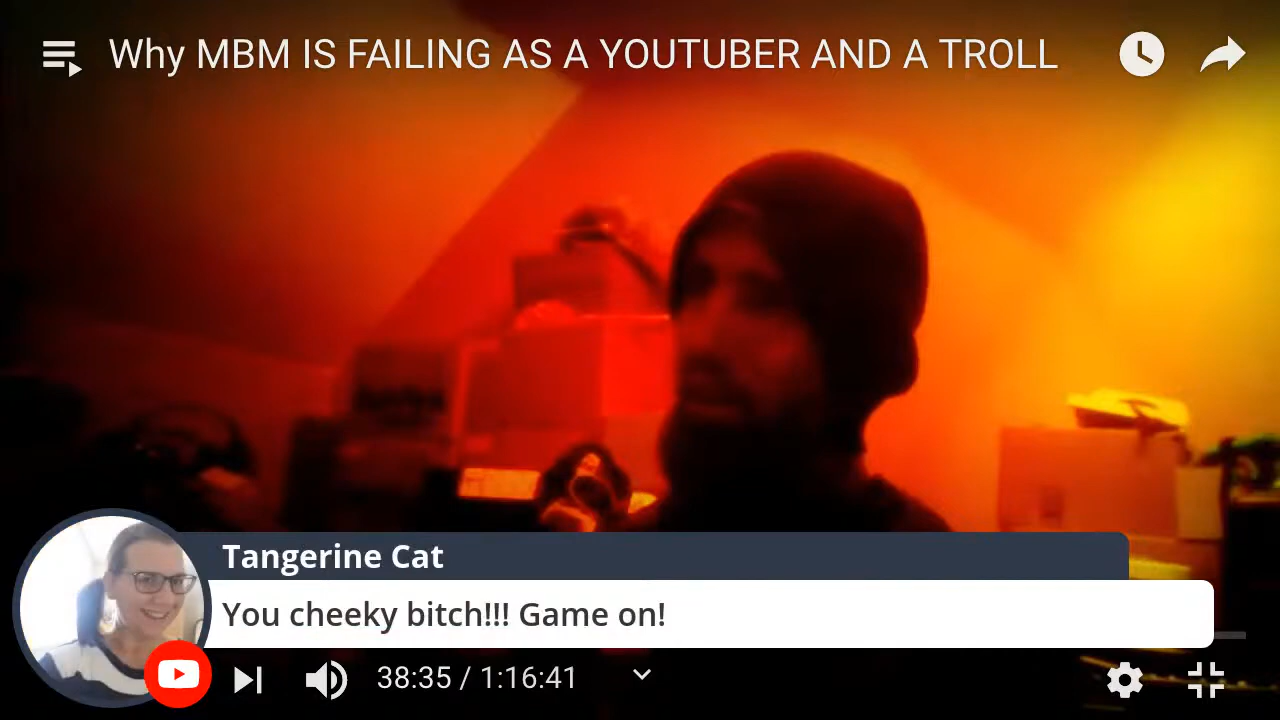 Why MBM IS FAILING AS A YOUTUBER AND A TROLL
Tangerine Cat
You cheeky bitch!!! Game on!
38:35 / 1:16:41